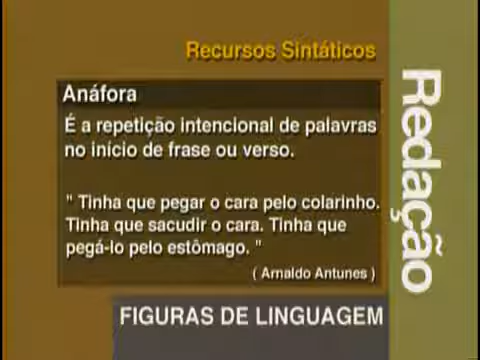 Recursos Sintáticos
Anáfora
É a repetição intencional de palavras
no início de frase ou verso.
" Tinha que pegar o cara pelo colarinho.
Tinha que sacudir o cara. Tinha que
pegá-lo pelo estômago. "
( Arnaldo Antunes )
FIGURAS DE LINGUAGEM
Redação